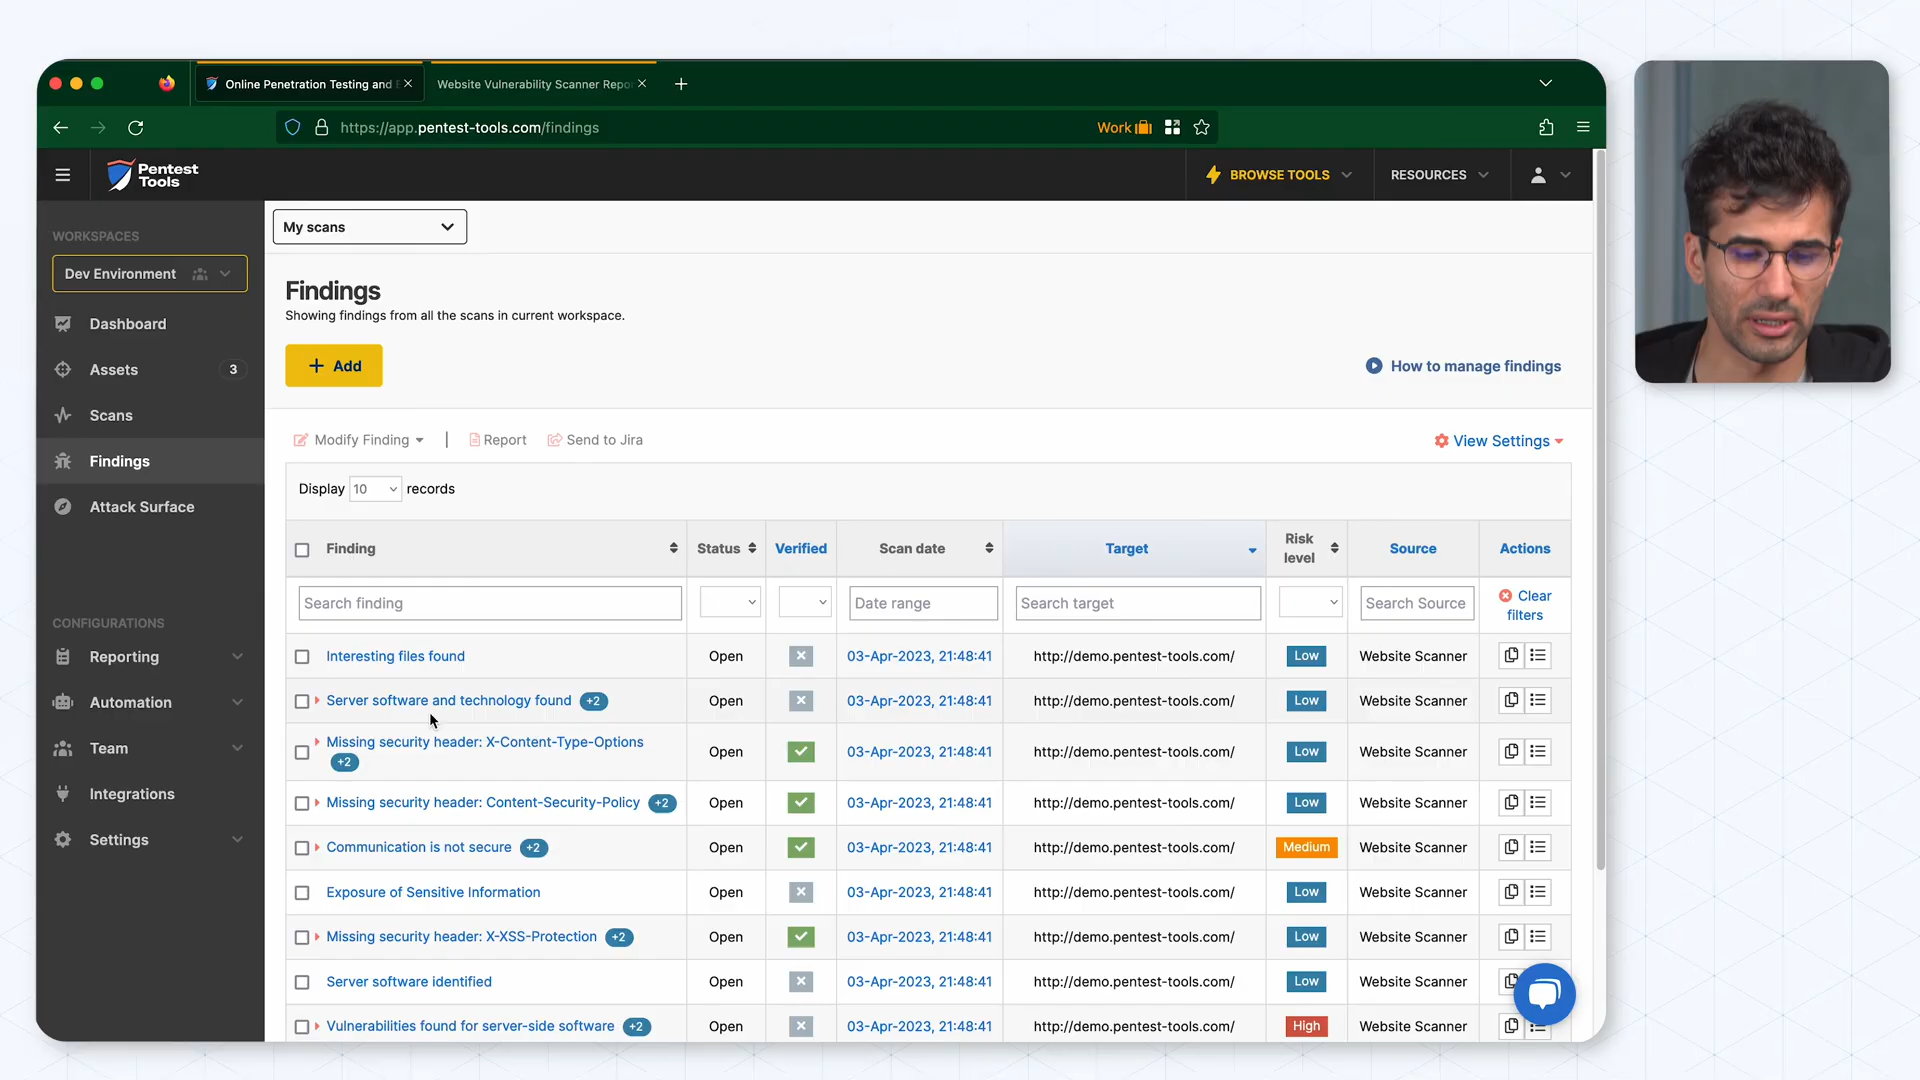 Online Penetration Testing and
Website Vulnerability Scanner Repo
https://app.pentest-tools.com/findings
Work
Pentest
Tools
BROWSE TOOLS
RESOURCES
WORKSPACES
Dev Environment
Dashboard
Assets
3
Scans
Findings
Attack Surface
CONFIGURATIONS
Reporting
Automation
Team
Integrations
Settings
My scans
Findings
Showing findings from all the scans in current workspace.
+ Add
How to manage findings
Modify Finding | Report Send to Jira
View Settings
Display 10 records
Finding Status Verified Scan date Target Risk level Source Actions
Search finding Date range Search target Search Source Clear filters
Interesting files found Open 03-Apr-2023, 21:48:41 http://demo.pentest-tools.com/ Low Website Scanner
Server software and technology found +2 Open 03-Apr-2023, 21:48:41 http://demo.pentest-tools.com/ Low Website Scanner
Missing security header: X-Content-Type-Options +2 Open 03-Apr-2023, 21:48:41 http://demo.pentest-tools.com/ Low Website Scanner
Missing security header: Content-Security-Policy +2 Open 03-Apr-2023, 21:48:41 http://demo.pentest-tools.com/ Low Website Scanner
Communication is not secure +2 Open 03-Apr-2023, 21:48:41 http://demo.pentest-tools.com/ Medium Website Scanner
Exposure of Sensitive Information Open 03-Apr-2023, 21:48:41 http://demo.pentest-tools.com/ Low Website Scanner
Missing security header: X-XSS-Protection +2 Open 03-Apr-2023, 21:48:41 http://demo.pentest-tools.com/ Low Website Scanner
Server software identified Open 03-Apr-2023, 21:48:41 http://demo.pentest-tools.com/ Low Website Scanner
Vulnerabilities found for server-side software +2 Open 03-Apr-2023, 21:48:41 http://demo.pentest-tools.com/ High Website Scanner